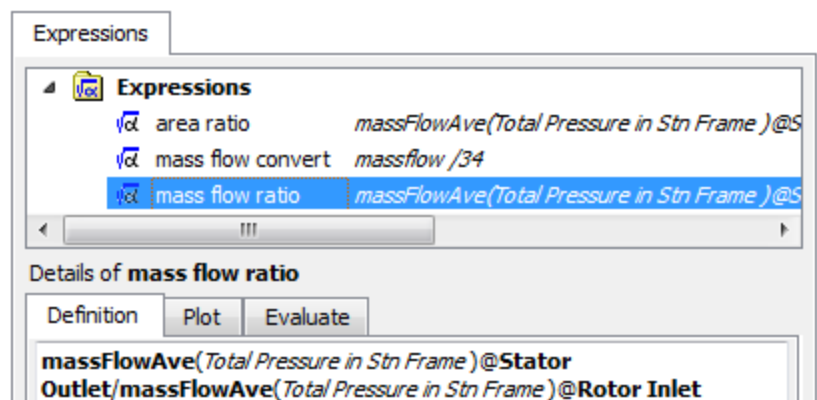 Expressions
Expressions
area ratio massFlowAve(Total Pressure in Stn Frame )@S
mass flow convert massflow /34
mass flow ratio massFlowAve(Total Pressure in Stn Frame )@S
Details of mass flow ratio
Definition Plot Evaluate
massFlowAve(Total Pressure in Stn Frame )@Stator
Outlet/massFlowAve(Total Pressure in Stn Frame )@Rotor Inlet